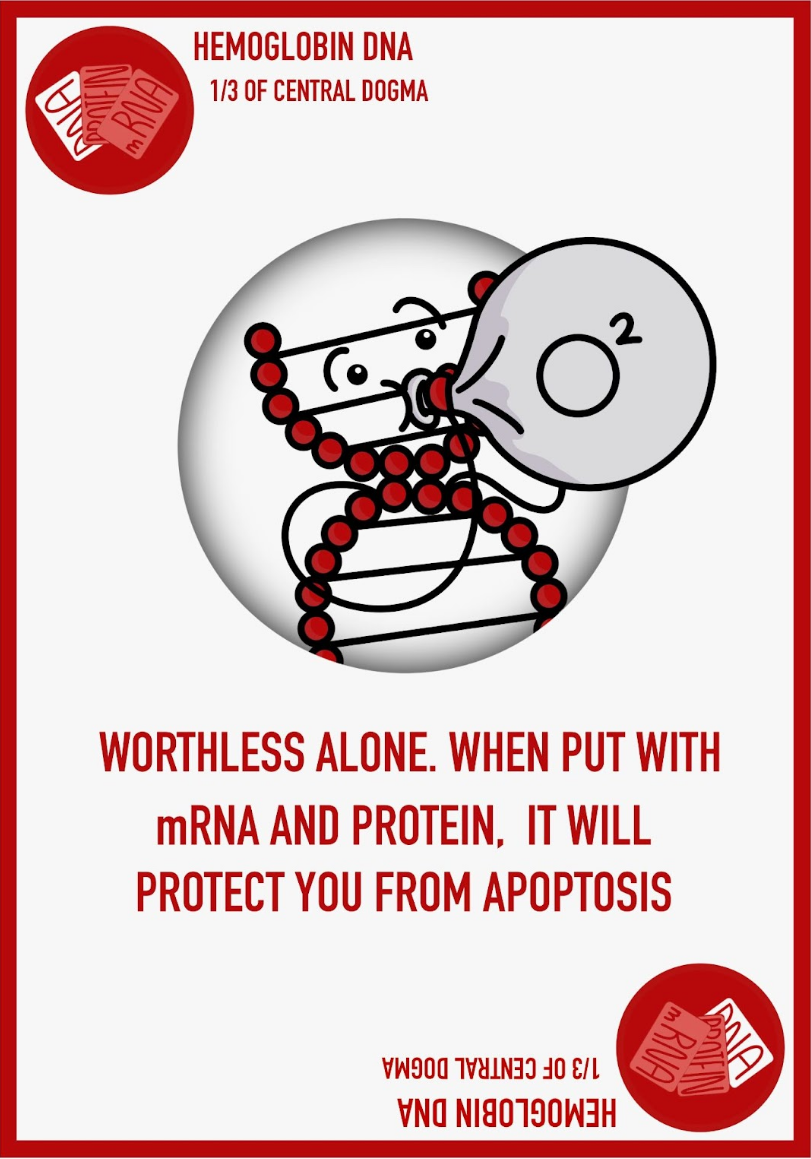 HEMOGLOBIN DNA
1/3 OF CENTRAL DOGMA
DNA
PROTEIN
mRNA
O2
WORTHLESS ALONE. WHEN PUT WITH
mRNA AND PROTEIN, IT WILL
PROTECT YOU FROM APOPTOSIS
HEMOGLOBIN DNA
1/3 OF CENTRAL DOGMA
DNA
PROTEIN
mRNA